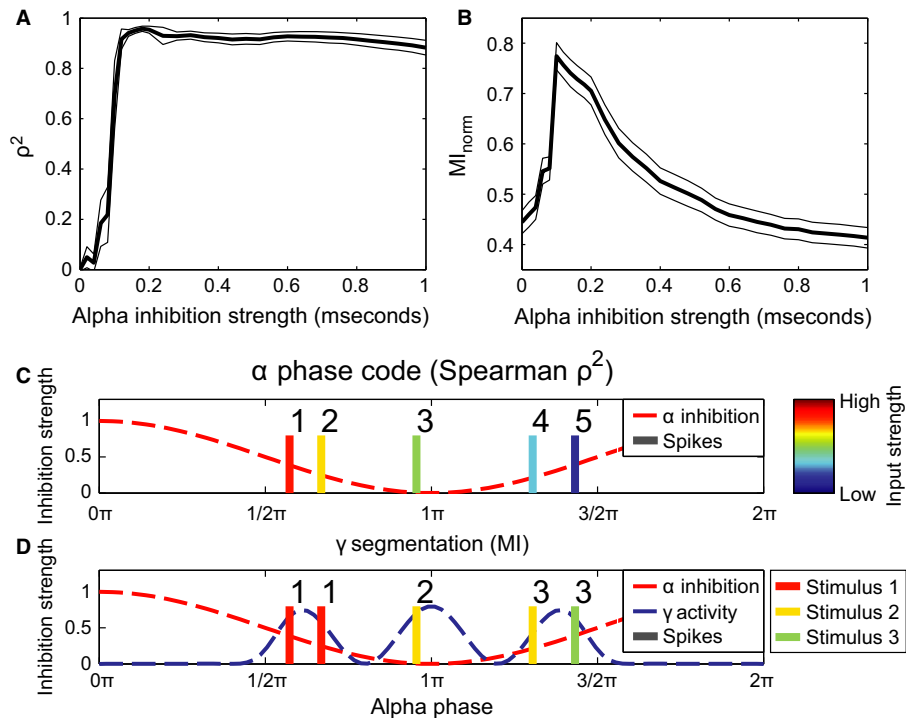 A
1
0.8
0.6
0.4
0.2
0
ρ²
0
0.2
0.4
0.6
0.8
1
Alpha inhibition strength (mseconds)
B
0.8
0.7
0.6
0.5
0.4
MI_norm
0
0.2
0.4
0.6
0.8
1
Alpha inhibition strength (mseconds)
C
α phase code (Spearman ρ²)
Inhibition strength
1
0.5
0
1
2
3
4
5
α inhibition
Spikes
0π
1/2π
1π
3/2π
2π
High
Low
Input strength
D
γ segmentation (MI)
Inhibition strength
1
0.5
0
1
1
2
3
3
α inhibition
γ activity
Spikes
Stimulus 1
Stimulus 2
Stimulus 3
0π
1/2π
1π
3/2π
2π
Alpha phase